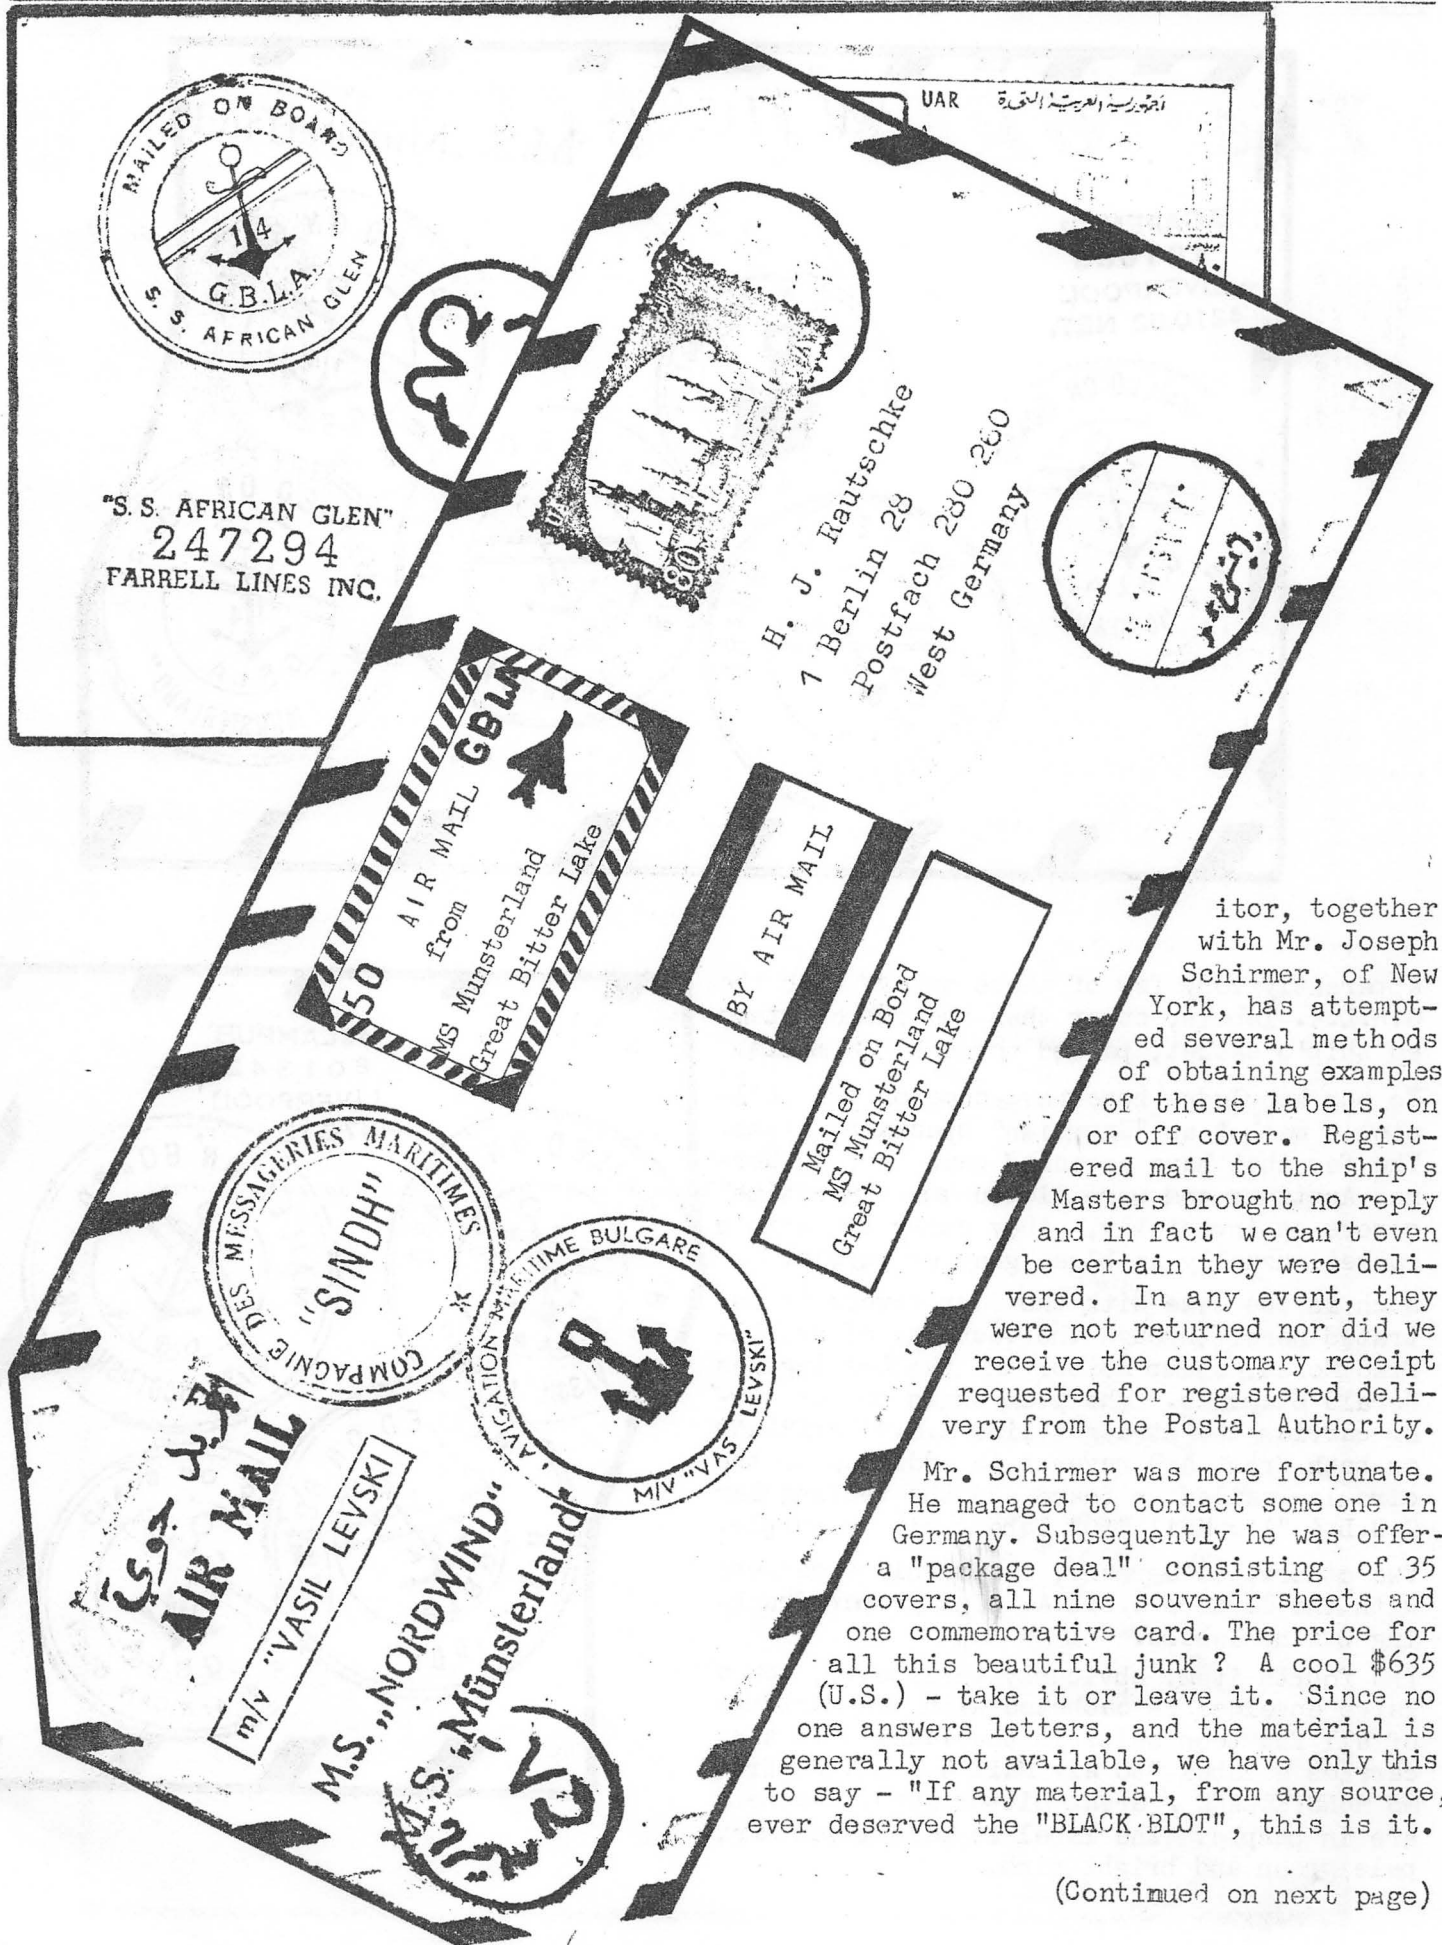 UAR الجمهورية العربية المتحدة
MAILED ON BOARD
1/4
G.B.L.A.
S. S. AFRICAN GLEN
"S. S. AFRICAN GLEN"
247294
FARRELL LINES INC.
80
H. J. Rautschke
1 Berlin 28
Postfach 280 260
West Germany
GBLA
AIR MAIL
from
50
MS Munsterland
Great Bitter Lake
BY AIR MAIL
Mailed on Bord
MS Munsterland
Great Bitter Lake
COMPAGNIE DES MESSAGERIES MARITIMES
„SINDH"
NAVIGATION MARITIME BULGARE
M/V "VAS LEVSKI"
جوي
AIR MAIL
m/v "VASIL LEVSKI
M.S. „NORDWIND"
M.S. „Münsterland"
itor, together
with Mr. Joseph
Schirmer, of New
York, has attempt-
ed several methods
of obtaining examples
of these labels, on
or off cover. Regist-
ered mail to the ship's
Masters brought no reply
and in fact we can't even
be certain they were deli-
vered. In any event, they
were not returned nor did we
receive the customary receipt
requested for registered deli-
very from the Postal Authority.
Mr. Schirmer was more fortunate.
He managed to contact some one in
Germany. Subsequently he was offer-
a "package deal" consisting of 35
covers, all nine souvenir sheets and
one commemorative card. The price for
all this beautiful junk ? A cool $635
(U.S.) - take it or leave it. Since no
one answers letters, and the material is
generally not available, we have only this
to say - "If any material, from any source,
ever deserved the "BLACK BLOT", this is it.
(Continued on next page)